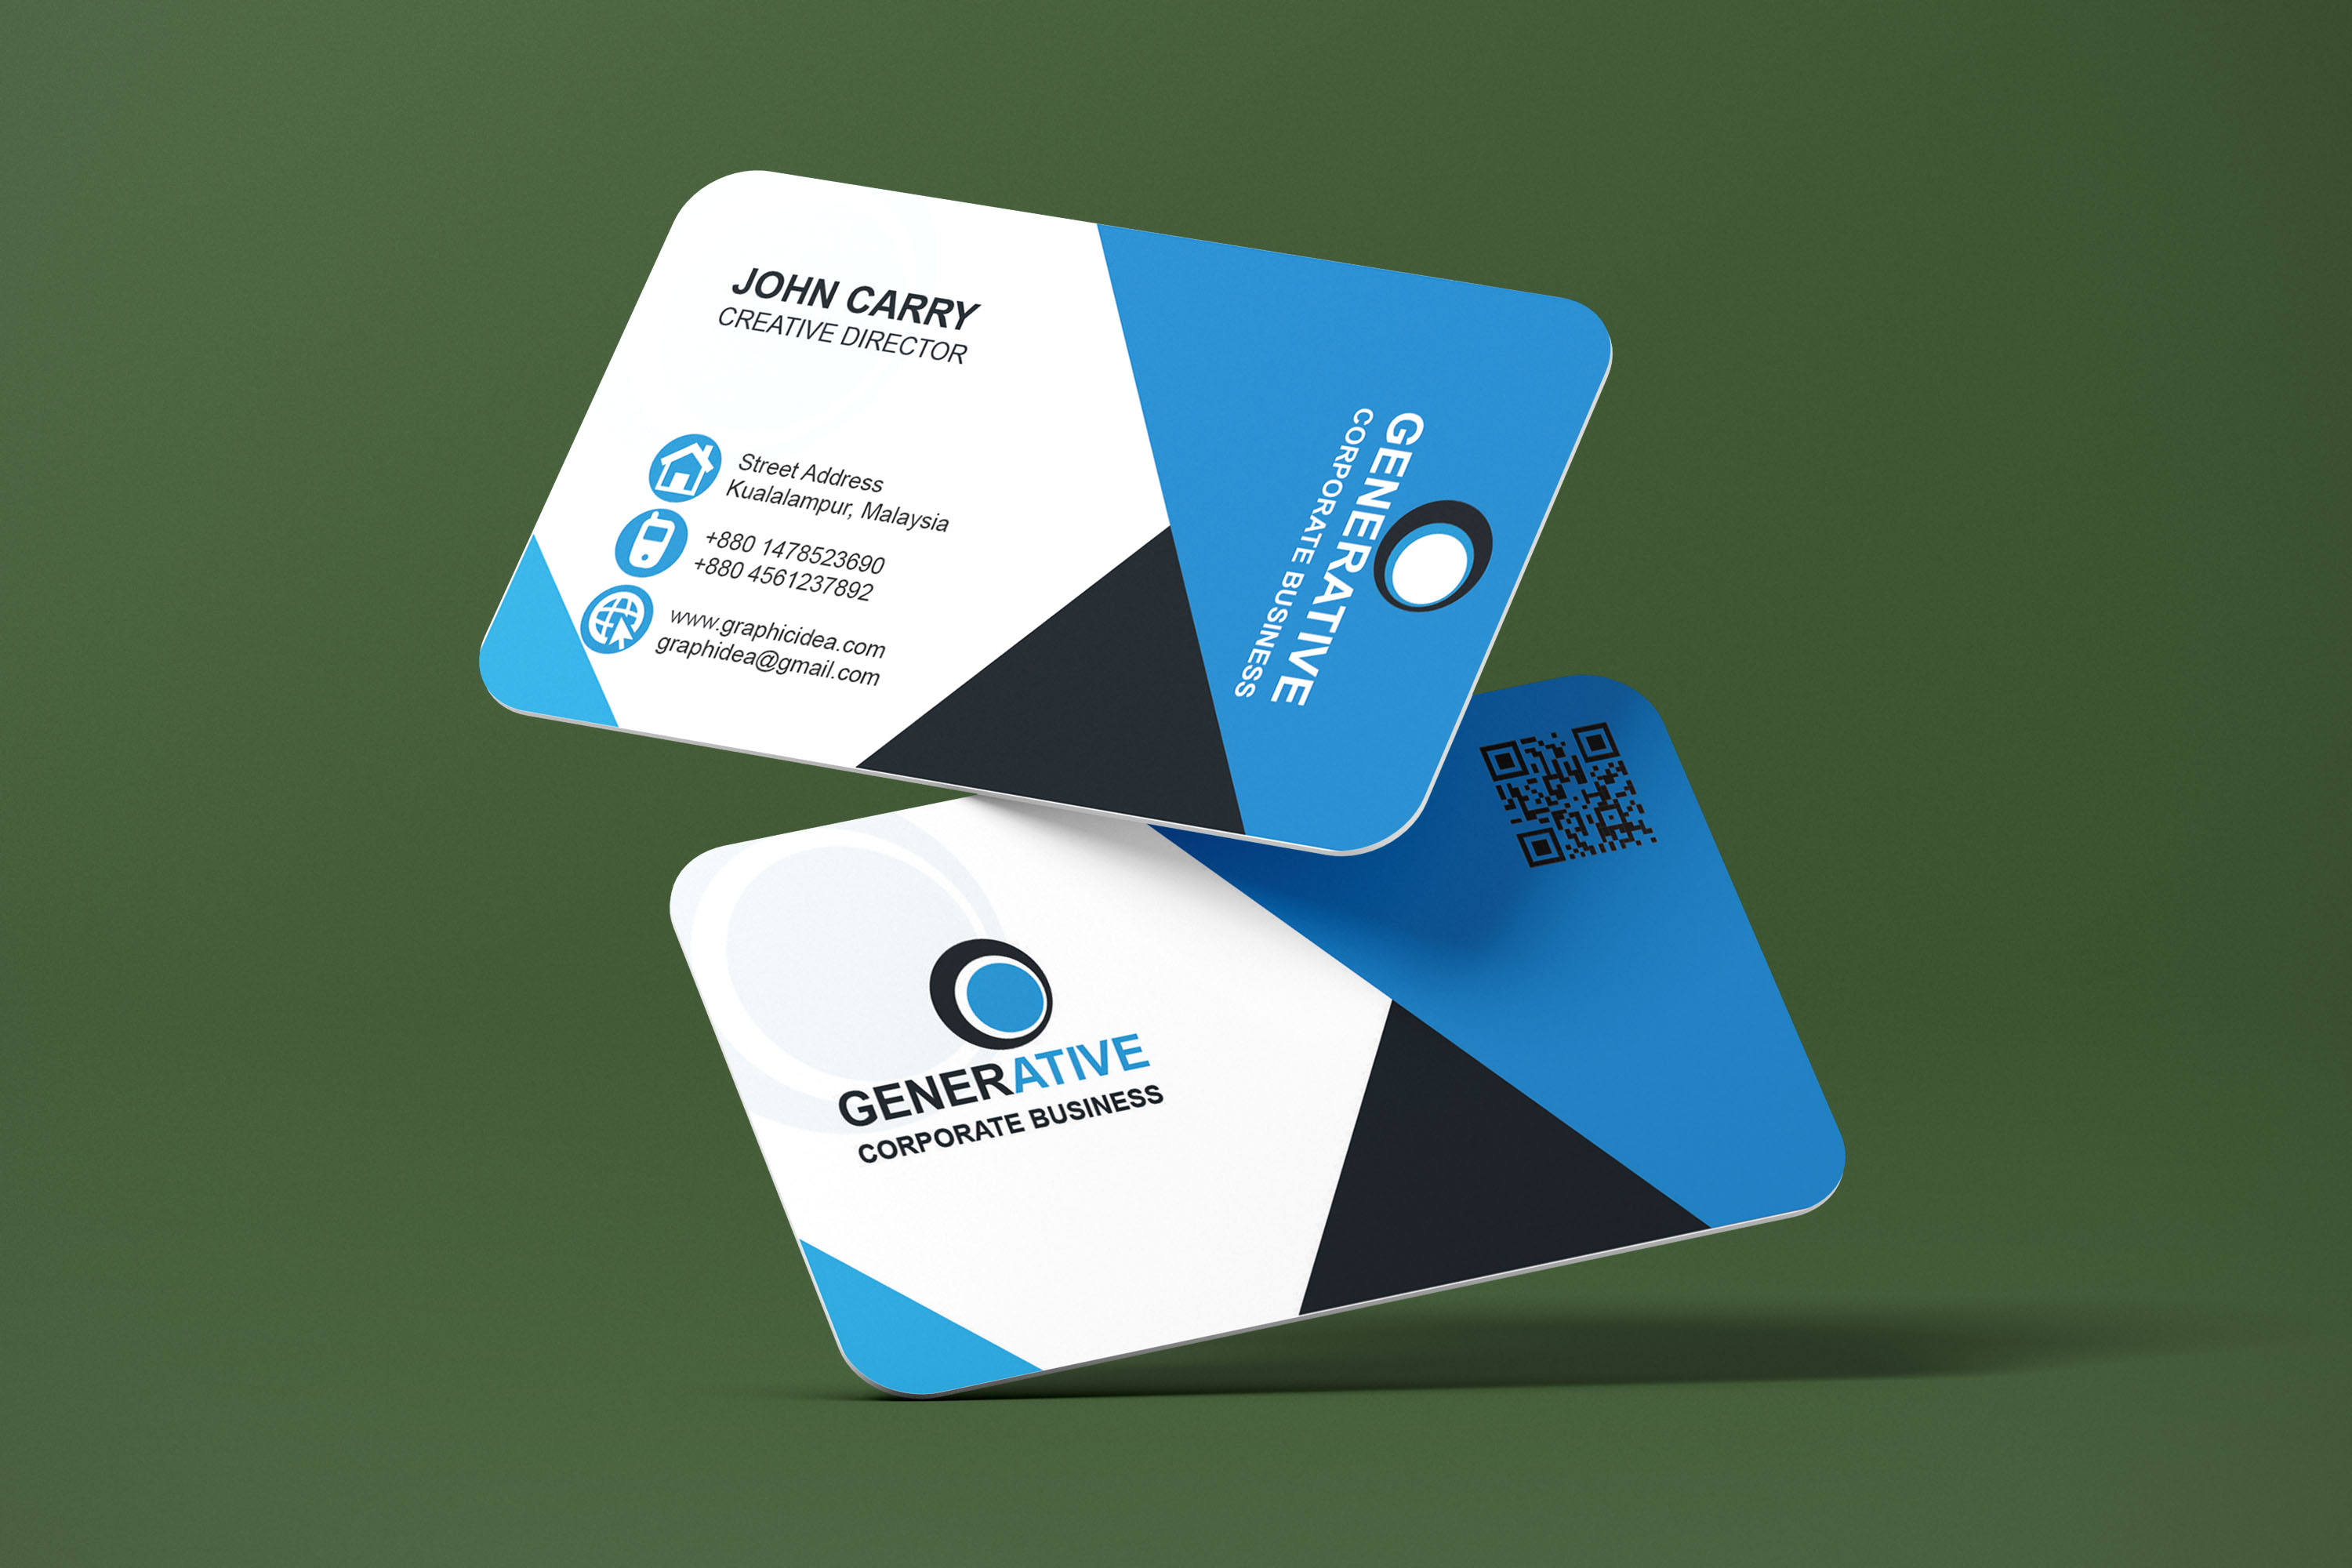 JOHN CARRY
CREATIVE DIRECTOR
Street Address
Kualalampur, Malaysia
+880 1478523690
+880 4561237892
www.graphicidea.com
graphidea@gmail.com
GENERATIVE
CORPORATE BUSINESS
GENERATIVE
CORPORATE BUSINESS